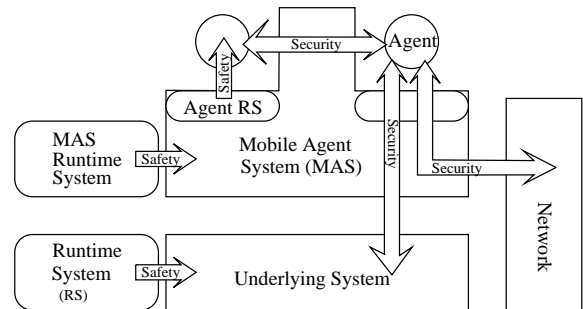 Security
Agent
Safety
Agent RS
MAS
Runtime
System
Safety
Mobile Agent
System (MAS)
Security
Security
Network
Runtime
System
(RS)
Safety
Underlying System